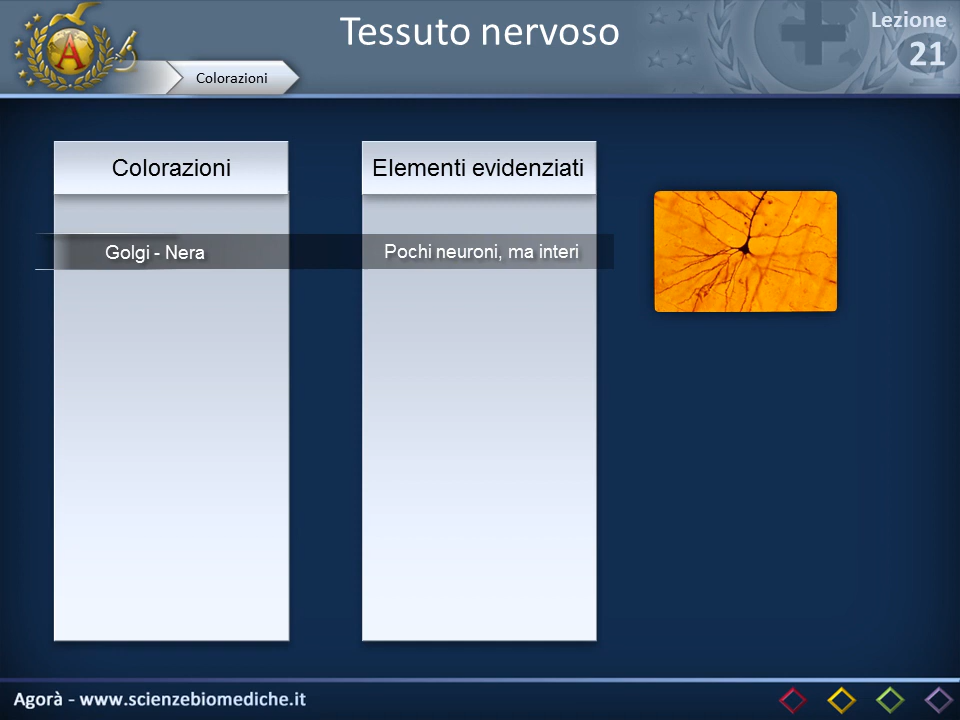 Tessuto nervoso
Lezione
21
A
Colorazioni
Colorazioni
Elementi evidenziati
Golgi - Nera
Pochi neuroni, ma interi
Agorà - www.scienzebiomediche.it